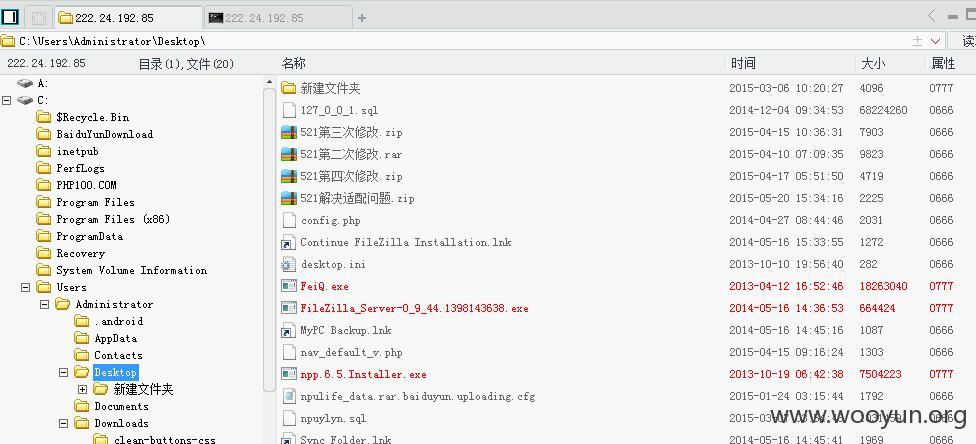 222.24.192.85
222.24.192.85
C:\Users\Administrator\Desktop\
222.24.192.85 目录(1),文件(20) 名称 时间 大小 属性
A:
C:
$Recycle.Bin
BaiduYunDownload
inetpub
PerfLogs
PHP100.COM
Program Files
Program Files (x86)
ProgramData
Recovery
System Volume Information
Users
Administrator
.android
AppData
Contacts
Desktop
新建文件夹
Documents
Downloads
clean-buttons-css
新建文件夹 2015-03-06 10:20:27 4096 0777
127_0_0_1.sql 2014-12-04 09:34:53 68224260 0666
521第三次修改.zip 2015-04-15 10:36:31 7903 0666
521第二次修改.rar 2015-04-10 07:09:35 9823 0666
521第四次修改.zip 2015-04-17 05:51:50 4719 0666
521解决适配问题.zip 2015-05-20 15:34:16 2225 0666
config.php 2014-04-27 08:44:46 2031 0666
Continue FileZilla Installation.lnk 2014-05-16 15:33:55 1272 0666
desktop.ini 2013-10-10 19:56:40 282 0666
FeiQ.exe 2013-04-12 16:52:46 18263040 0777
FileZilla_Server-0_9_44.1398143638.exe 2014-05-16 14:36:53 664424 0777
MyPC Backup.lnk 2014-05-16 14:45:16 1087 0666
nav_default_v.php 2015-04-15 09:16:24 1303 0666
npp.6.5.Installer.exe 2013-10-19 06:42:38 7504223 0777
npulife_data.rar.baiduyun.uploading.cfg 2015-01-24 03:15:44 1792 0666
npuylyn.sql 0666
Sync Folder.lnk
www.wooyun.org